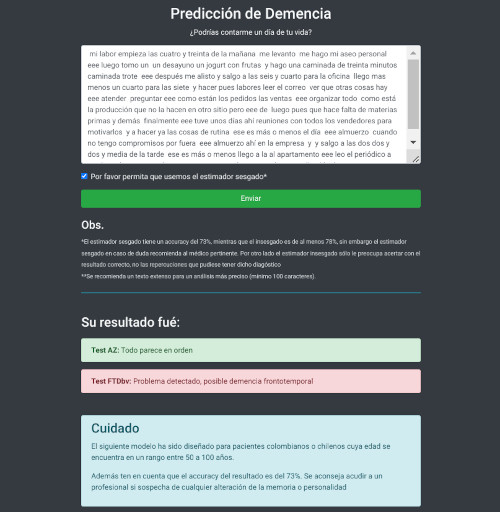 Predicción de Demencia
¿Podrías contarme un día de tu vida?
mi labor empieza las cuatro y treinta de la mañana me levanto me hago mi aseo personal
eee luego tomo un un desayuno un jogurt con frutas y hago una caminada de treinta minutos
caminada trote eee después me alisto y salgo a las seis y cuarto para la oficina llego mas
menos un cuarto para las siete y hacer pues labores leer el correo ver que otras cosas hay
eee atender preguntar eee como están los pedidos las ventas eee organizar todo como está
la producción que no la hacen en otro sitio pero eee de luego pues que hace falta de materias
primas y demás finalmente eee tuve unos días ahí reuniones con todos los vendedores para
motivarlos y a hacer ya las cosas de rutina ese es más o menos el día eee almuerzo cuando
no tengo compromisos por fuera eee almuerzo ahí en la empresa y y salgo a las dos dos y
dos y media de la tarde ese es más o menos llego a la al apartamento eee leo el periódico a
Por favor permita que usemos el estimador sesgado*
Enviar
Obs.
*El estimador sesgado tiene un accuracy del 73%, mientras que el insesgado es de al menos 78%, sin embargo el estimador
sesgado en caso de duda recomienda al médico pertinente. Por otro lado el estimador insesgado sólo le preocupa acertar con el
resultado correcto, no las repercuciones que pudiese tener dicho diagnóstico
**Se recomienda un texto extenso para un análisis más preciso (mínimo 100 caracteres).
Su resultado fué:
Test AZ: Todo parece en orden
Test FTDbv: Problema detectado, posible demencia frontotemporal
Cuidado
El siguiente modelo ha sido diseñado para pacientes colombianos o chilenos cuya edad se
encuentra en un rango entre 50 a 100 años.
Además ten en cuenta que el accuracy del resultado es del 73%. Se aconseja acudir a un
profesional si sospecha de cualquier alteración de la memoria o personalidad